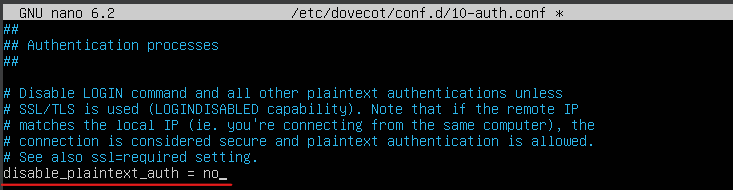 GNU nano 6.2 /etc/dovecot/conf.d/10-auth.conf *
##
## Authentication processes
##
# Disable LOGIN command and all other plaintext authentications unless
# SSL/TLS is used (LOGINDISABLED capability). Note that if the remote IP
# matches the local IP (ie. you're connecting from the same computer), the
# connection is considered secure and plaintext authentication is allowed.
# See also ssl=required setting.
disable_plaintext_auth = no_